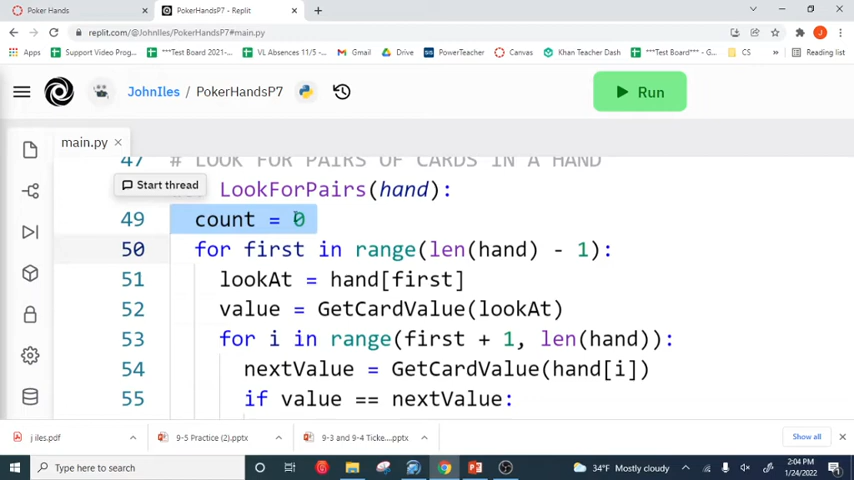 Poker Hands
PokerHandsP7 - Replit
replit.com/@JohnIles/PokerHandsP7#main.py
Apps
Support Video Prog...
***Test Board 2021-...
VL Absences 11/5 -...
Gmail
Drive
PowerTeacher
Canvas
Khan Teacher Dash
***Test Board - G...
CS
Reading list
JohnIles / PokerHandsP7
Run
main.py
47 # LOOK FOR PAIRS OF CARDS IN A HAND
Start thread
LookForPairs(hand):
49 count = 0
50 for first in range(len(hand) - 1):
51 lookAt = hand[first]
52 value = GetCardValue(lookAt)
53 for i in range(first + 1, len(hand)):
54 nextValue = GetCardValue(hand[i])
55 if value == nextValue:
j iles.pdf
9-5 Practice (2).pptx
9-3 and 9-4 Ticke....pptx
Show all
Type here to search
34°F Mostly cloudy
2:04 PM
1/24/2022